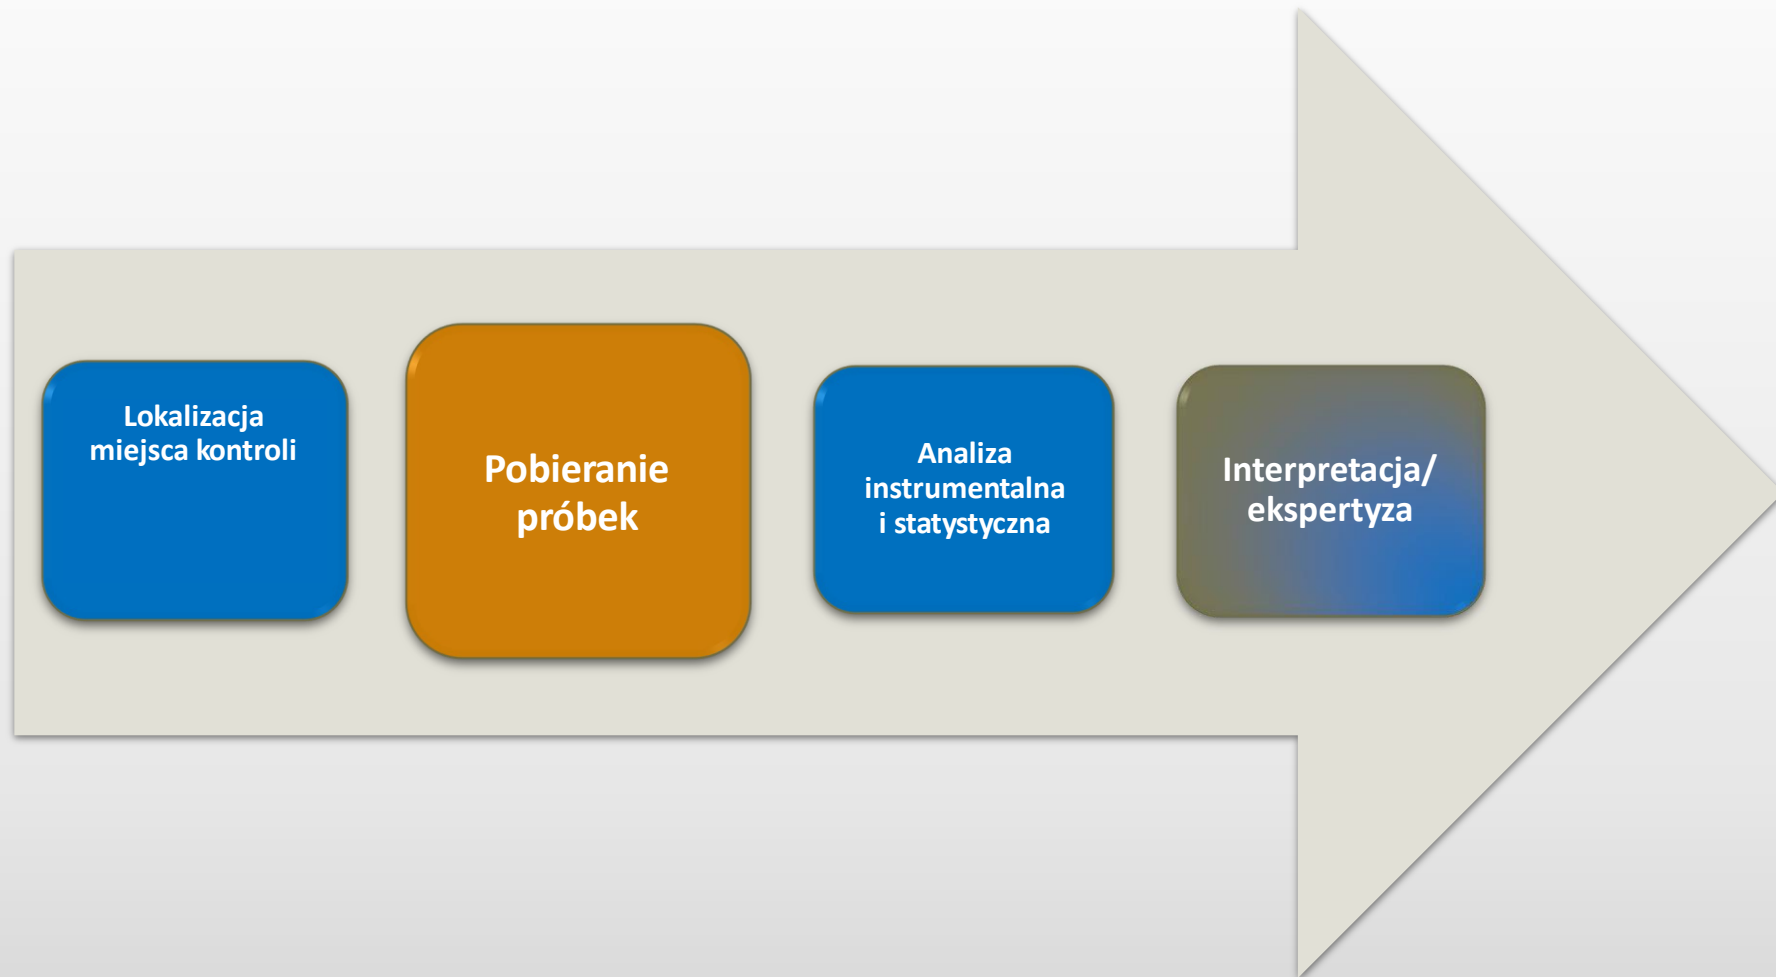 Lokalizacja
miejsca kontroli
Pobieranie
próbek
Analiza
instrumentalna
i statystyczna
Interpretacja/
ekspertyza